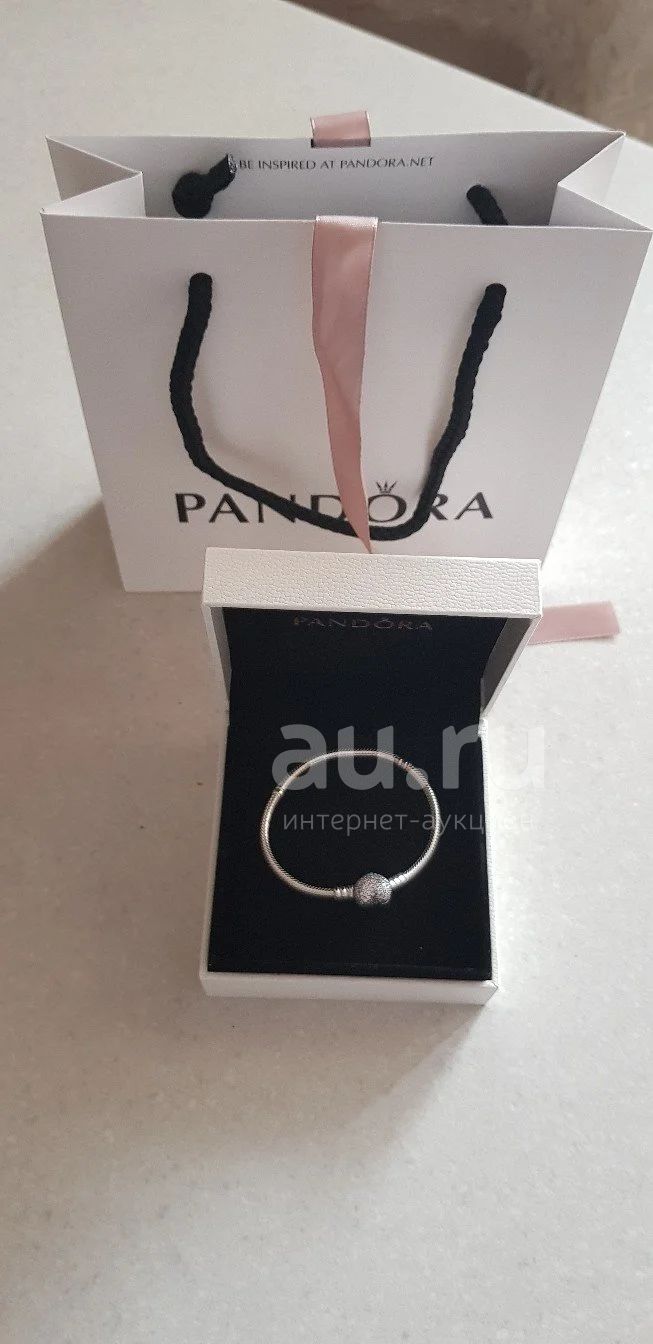 BE INSPIRED AT PANDORA.NET
PANDORA
PANDORA
au.ru
интернет-аукцион